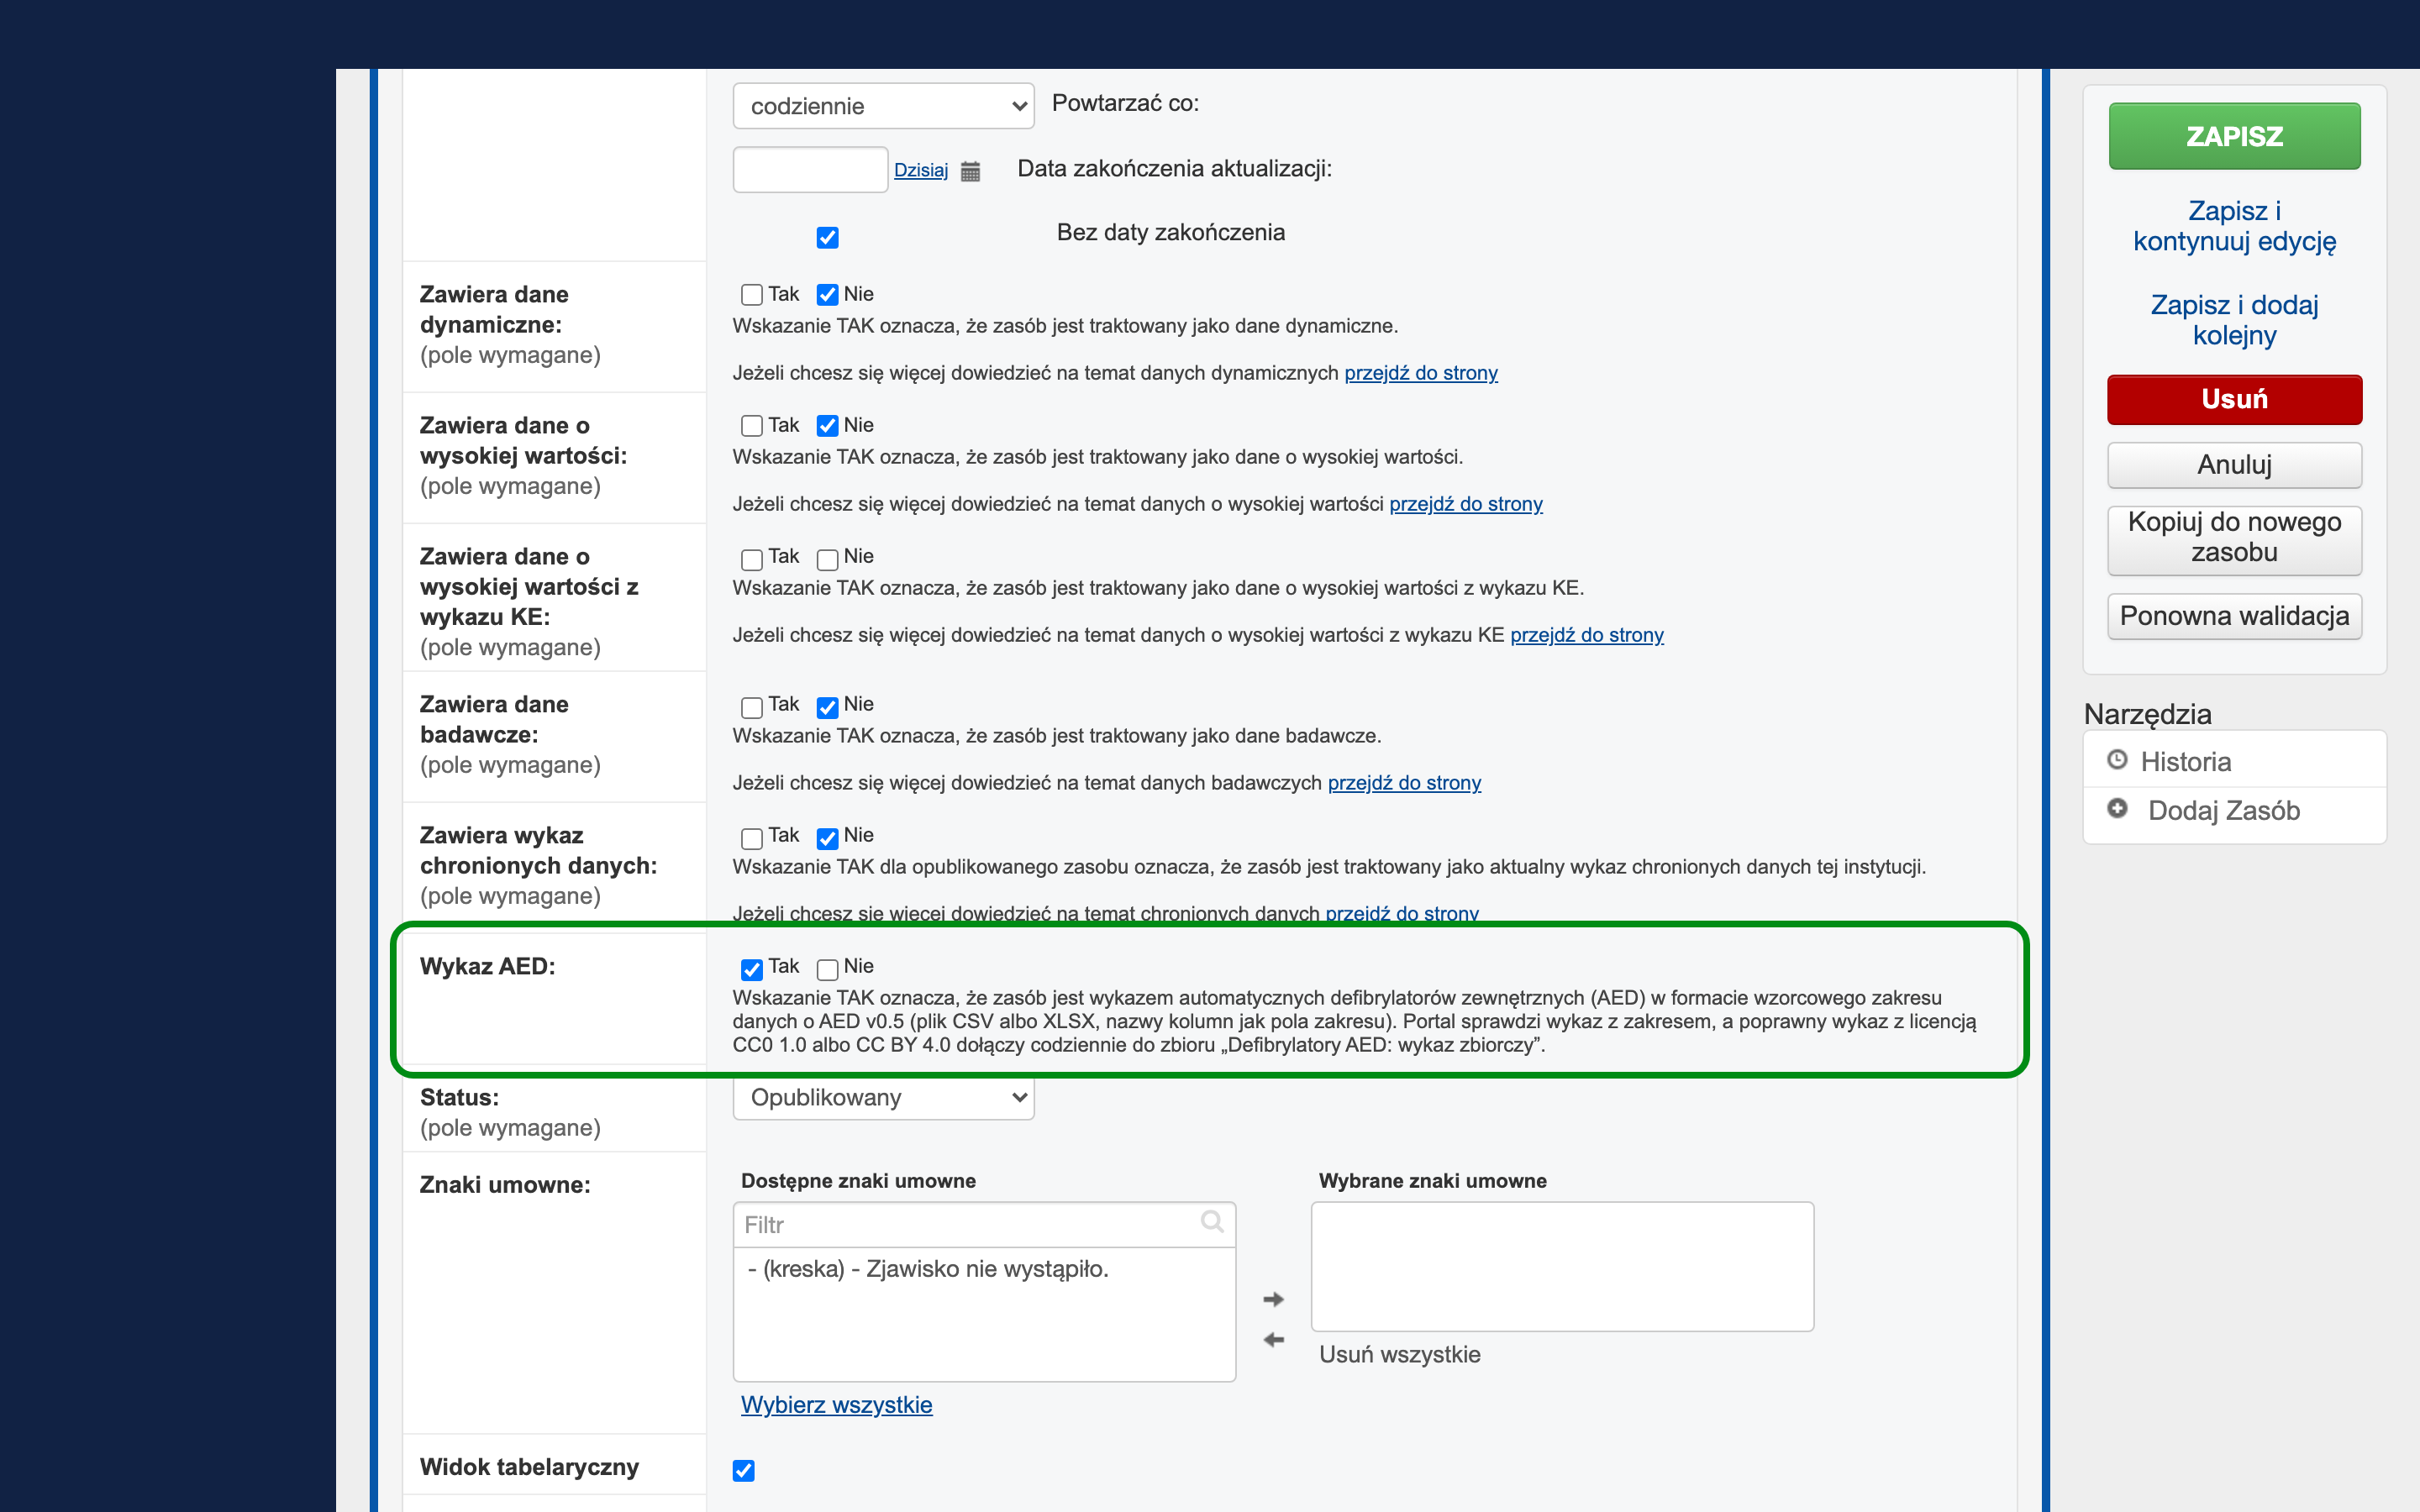 codziennie Powtarzać co:
Dzisiaj Data zakończenia aktualizacji:
Bez daty zakończenia
Zawiera dane
dynamiczne:
(pole wymagane)
Tak Nie
Wskazanie TAK oznacza, że zasób jest traktowany jako dane dynamiczne.
Jeżeli chcesz się więcej dowiedzieć na temat danych dynamicznych przejdź do strony
Zawiera dane o
wysokiej wartości:
(pole wymagane)
Tak Nie
Wskazanie TAK oznacza, że zasób jest traktowany jako dane o wysokiej wartości.
Jeżeli chcesz się więcej dowiedzieć na temat danych o wysokiej wartości przejdź do strony
Zawiera dane o
wysokiej wartości z
wykazu KE:
(pole wymagane)
Tak Nie
Wskazanie TAK oznacza, że zasób jest traktowany jako dane o wysokiej wartości z wykazu KE.
Jeżeli chcesz się więcej dowiedzieć na temat danych o wysokiej wartości z wykazu KE przejdź do strony
Zawiera dane
badawcze:
(pole wymagane)
Tak Nie
Wskazanie TAK oznacza, że zasób jest traktowany jako dane badawcze.
Jeżeli chcesz się więcej dowiedzieć na temat danych badawczych przejdź do strony
Zawiera wykaz
chronionych danych:
(pole wymagane)
Tak Nie
Wskazanie TAK dla opublikowanego zasobu oznacza, że zasób jest traktowany jako aktualny wykaz chronionych danych tej instytucji.
Jeżeli chcesz się więcej dowiedzieć na temat chronionych danych przejdź do strony
Wykaz AED:
Tak Nie
Wskazanie TAK oznacza, że zasób jest wykazem automatycznych defibrylatorów zewnętrznych (AED) w formacie wzorcowego zakresu
danych o AED v0.5 (plik CSV albo XLSX, nazwy kolumn jak pola zakresu). Portal sprawdzi wykaz z zakresem, a poprawny wykaz z licencją
CC0 1.0 albo CC BY 4.0 dołączy codziennie do zbioru „Defibrylatory AED: wykaz zbiorczy”.
Status:
(pole wymagane)
Opublikowany
Znaki umowne:
Dostępne znaki umowne
Filtr
- (kreska) - Zjawisko nie wystąpiło.
Wybierz wszystkie
Wybrane znaki umowne
Usuń wszystkie
Widok tabelaryczny
ZAPISZ
Zapisz i
kontynuuj edycję
Zapisz i dodaj
kolejny
Usuń
Anuluj
Kopiuj do nowego
zasobu
Ponowna walidacja
Narzędzia
Historia
Dodaj Zasób